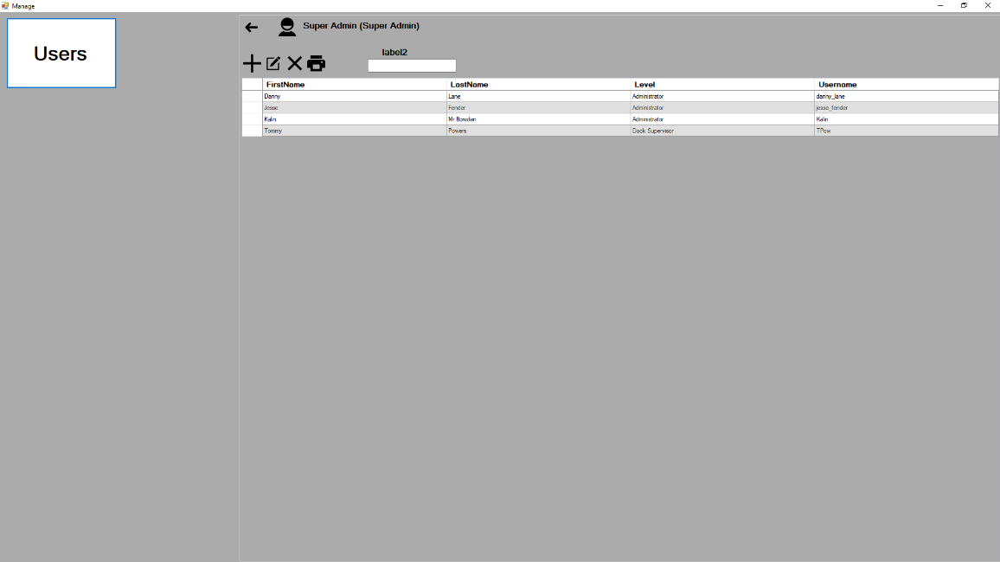 Manage
Users
Super Admin (Super Admin)
label2
FirstName LastName Level Username
Danny Lane Administrator danny_lane
Jesse Fender Administrator jesse_fender
Kalin Mr.Bowden Administrator Kalin
Tommy Powers Dock Supervisor TPow